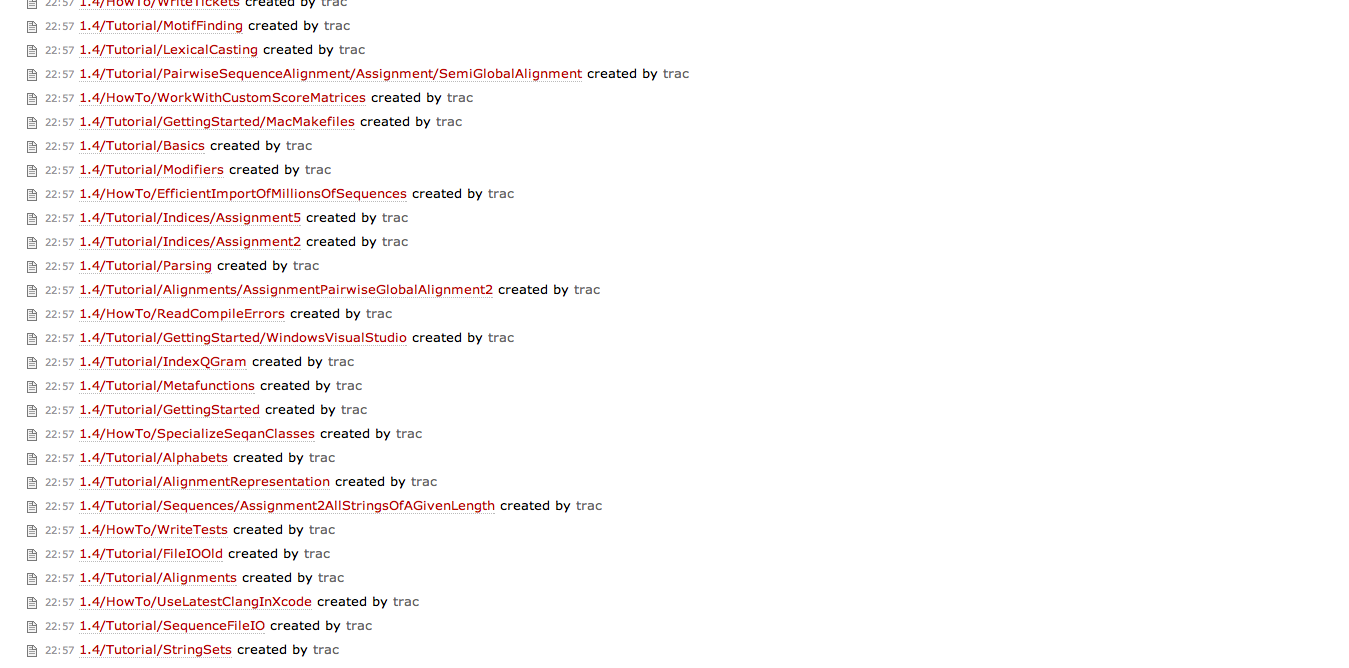 22:57 1.4/HowTo/WriteTickets created by trac
22:57 1.4/Tutorial/MotifFinding created by trac
22:57 1.4/Tutorial/LexicalCasting created by trac
22:57 1.4/Tutorial/PairwiseSequenceAlignment/Assignment/SemiGlobalAlignment created by trac
22:57 1.4/HowTo/WorkWithCustomScoreMatrices created by trac
22:57 1.4/Tutorial/GettingStarted/MacMakefiles created by trac
22:57 1.4/Tutorial/Basics created by trac
22:57 1.4/Tutorial/Modifiers created by trac
22:57 1.4/HowTo/EfficientImportOfMillionsOfSequences created by trac
22:57 1.4/Tutorial/Indices/Assignment5 created by trac
22:57 1.4/Tutorial/Indices/Assignment2 created by trac
22:57 1.4/Tutorial/Parsing created by trac
22:57 1.4/Tutorial/Alignments/AssignmentPairwiseGlobalAlignment2 created by trac
22:57 1.4/HowTo/ReadCompileErrors created by trac
22:57 1.4/Tutorial/GettingStarted/WindowsVisualStudio created by trac
22:57 1.4/Tutorial/IndexQGram created by trac
22:57 1.4/Tutorial/Metafunctions created by trac
22:57 1.4/Tutorial/GettingStarted created by trac
22:57 1.4/HowTo/SpecializeSeqanClasses created by trac
22:57 1.4/Tutorial/Alphabets created by trac
22:57 1.4/Tutorial/AlignmentRepresentation created by trac
22:57 1.4/Tutorial/Sequences/Assignment2AllStringsOfAGivenLength created by trac
22:57 1.4/HowTo/WriteTests created by trac
22:57 1.4/Tutorial/FileIOOld created by trac
22:57 1.4/Tutorial/Alignments created by trac
22:57 1.4/HowTo/UseLatestClangInXcode created by trac
22:57 1.4/Tutorial/SequenceFileIO created by trac
22:57 1.4/Tutorial/StringSets created by trac